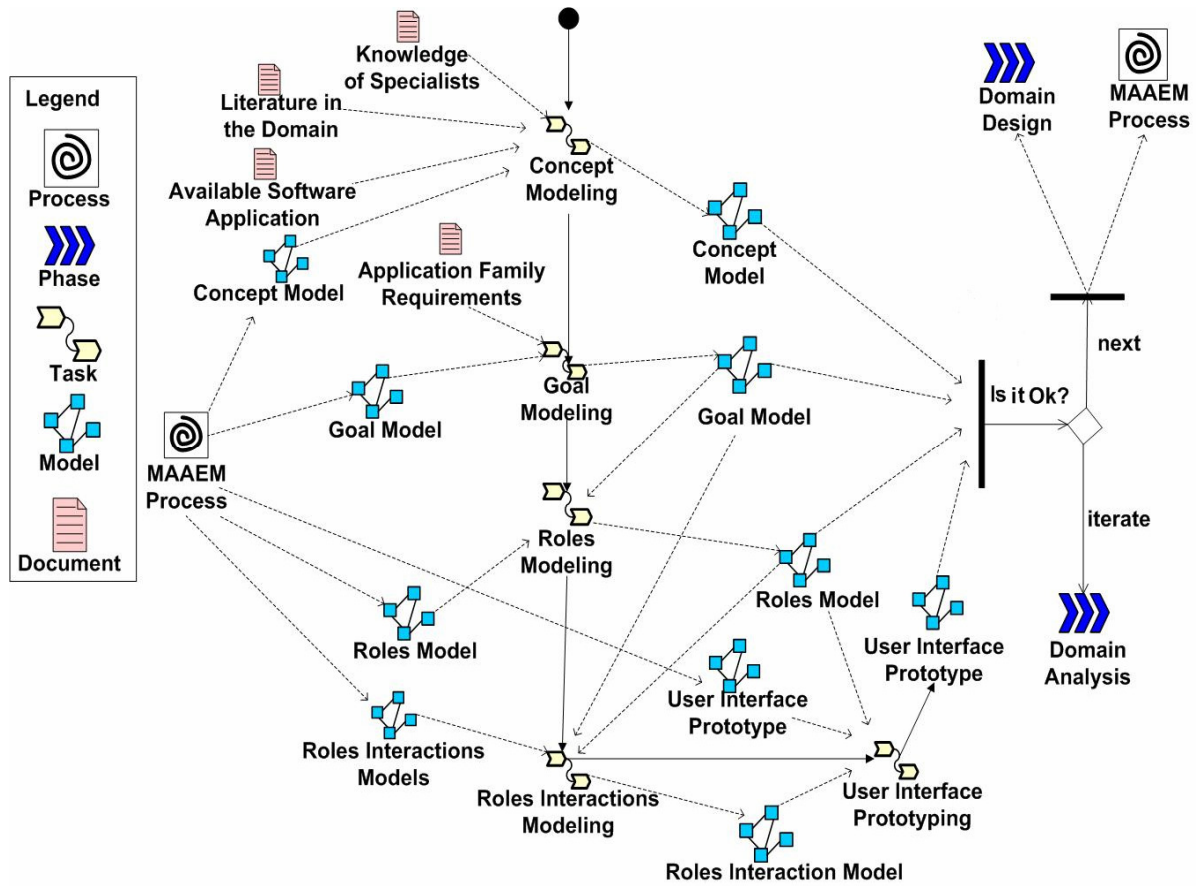 Legend
Process
Phase
Task
Model
Document
Knowledge
of Specialists
Literature in
the Domain
Available Software
Application
Concept Model
Concept
Modeling
Concept
Model
Application Family
Requirements
Goal Model
Goal
Modeling
Goal Model
MAAEM
Process
Roles
Modeling
Roles Model
Roles Model
User Interface
Prototype
Roles Interactions
Models
Roles Interactions
Modeling
Roles Interaction Model
User Interface
Prototyping
User Interface
Prototype
Is it Ok?
next
iterate
Domain
Design
MAAEM
Process
Domain
Analysis